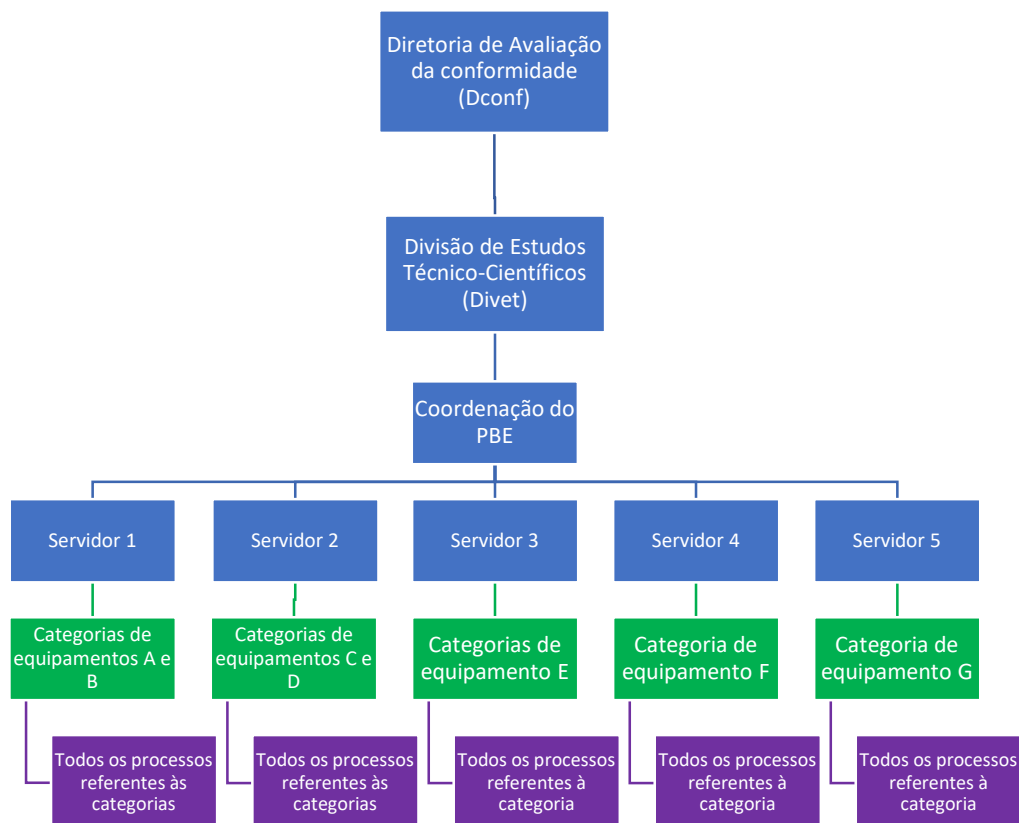 Diretoria de Avaliação
da conformidade
(Dconf)
Divisão de Estudos
Técnico-Científicos
(Divet)
Coordenação do
PBE
Servidor 1
Servidor 2
Servidor 3
Servidor 4
Servidor 5
Categorias de
equipamentos A e
B
Categorias de
equipamentos C e
D
Categorias de
equipamento E
Categoria de
equipamento F
Categoria de
equipamento G
Todos os processos
referentes às
categorias
Todos os processos
referentes às
categorias
Todos os processos
referentes à
categoria
Todos os processos
referentes à
categoria
Todos os processos
referentes à
categoria